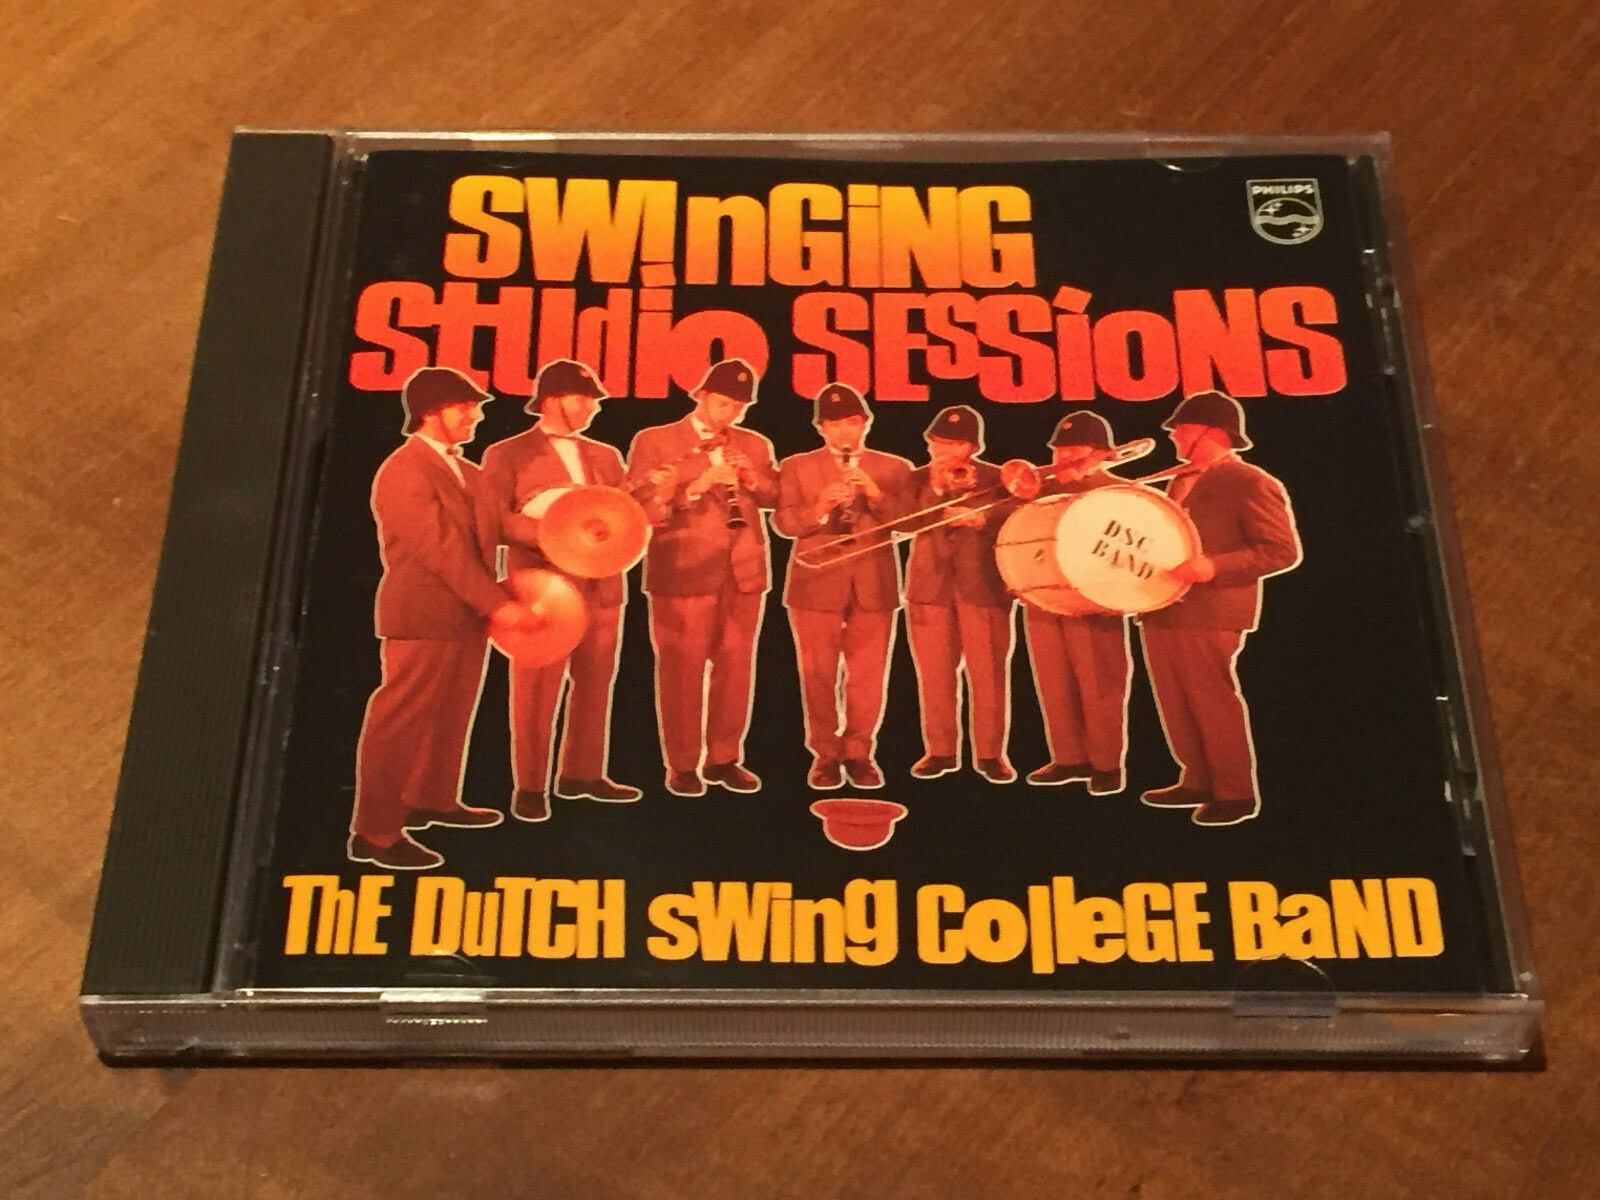 SWInGiNG
PHILIPS
StUdio SEsSioNS
DSC
BAND
ThE DuTCH sWing ColleGE BaND